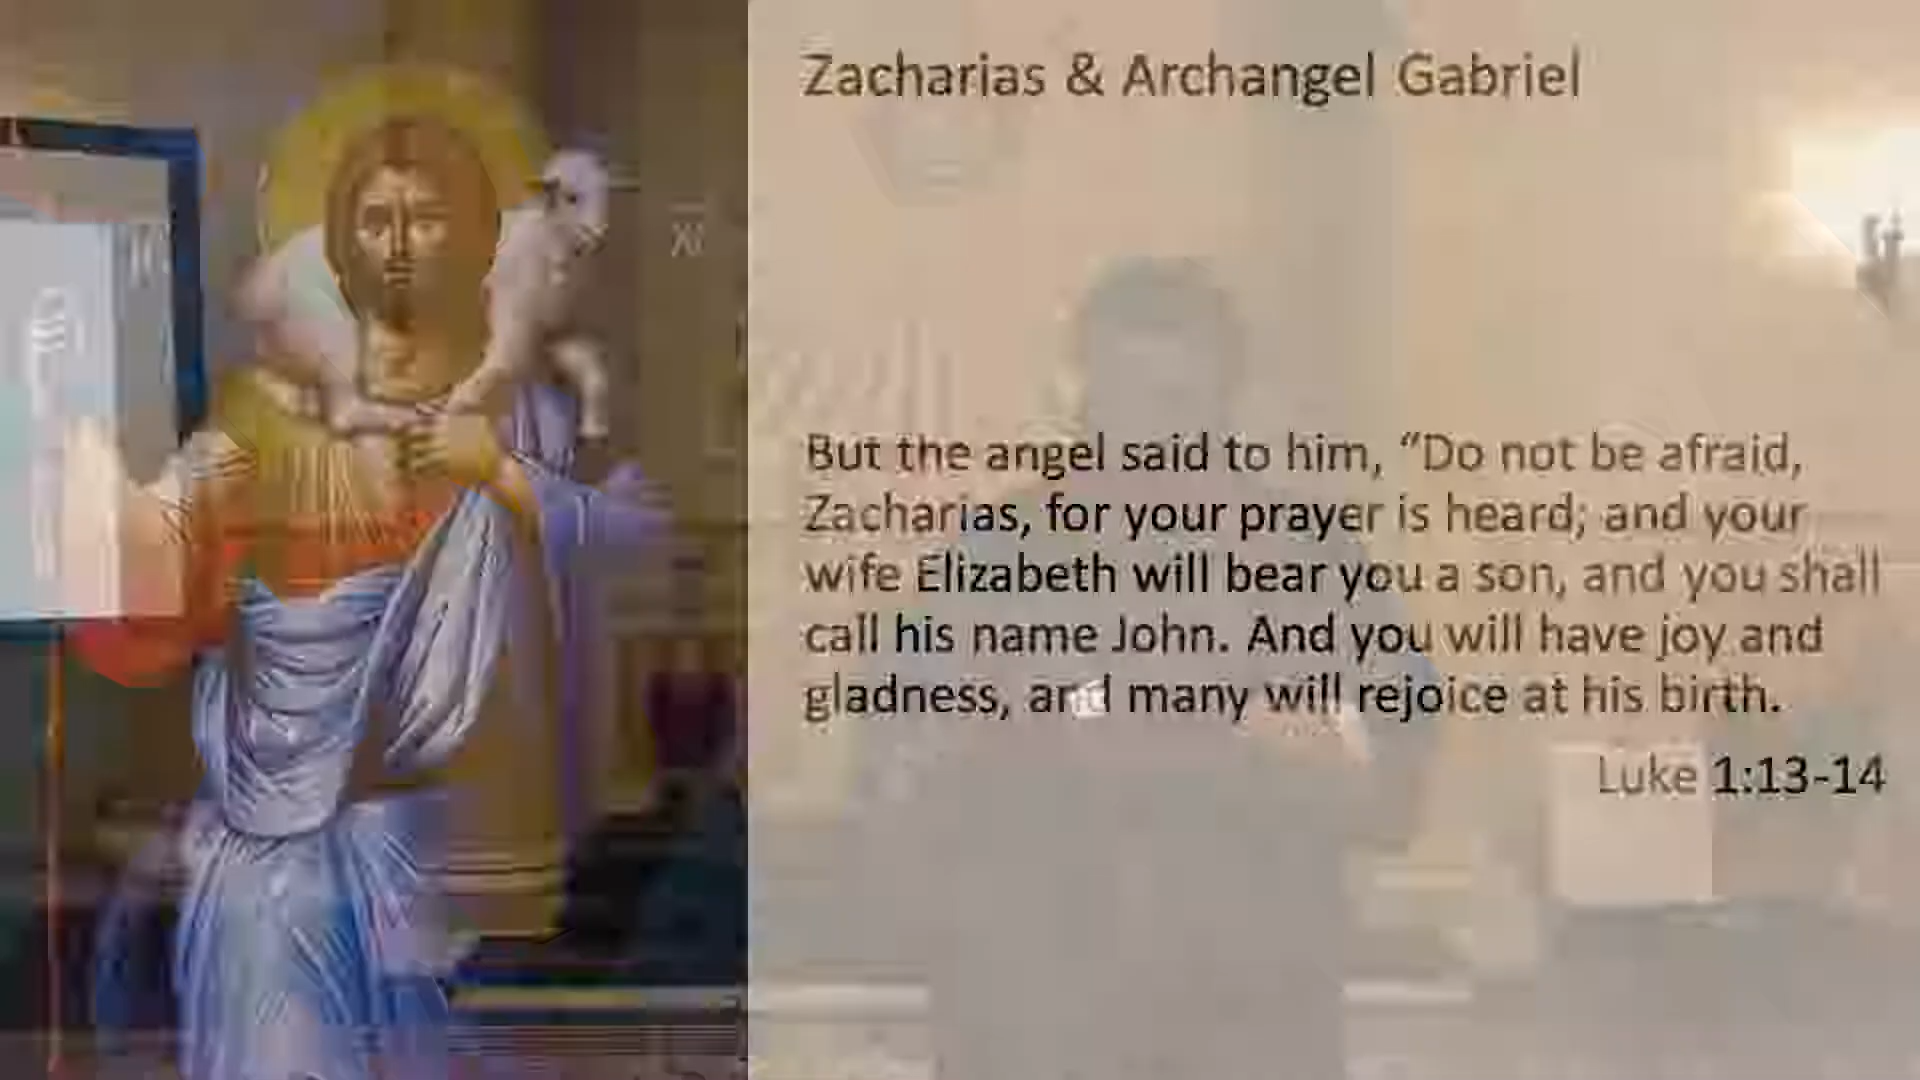 Zacharias & Archangel Gabriel
But the angel said to him, “Do not be afraid,
Zacharias, for your prayer is heard; and your
wife Elizabeth will bear you a son, and you shall
call his name John. And you will have joy and
gladness, and many will rejoice at his birth.
Luke 1:13-14